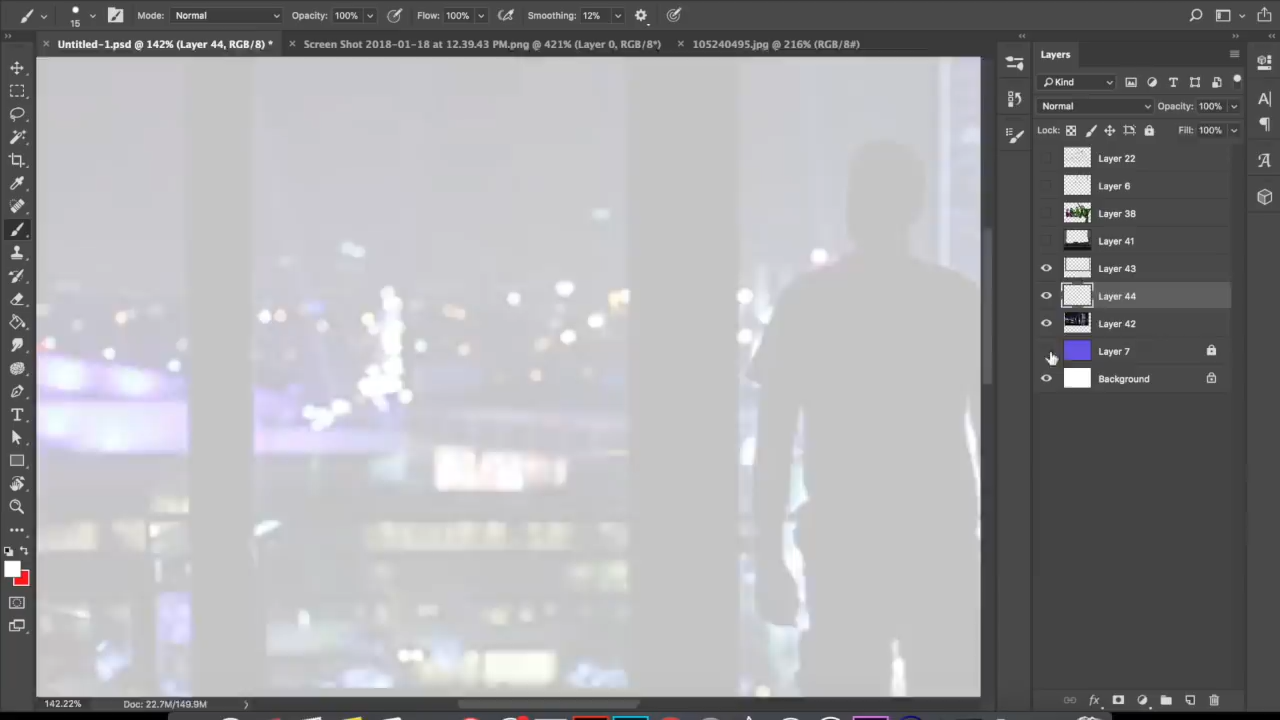 15 Mode: Normal Opacity: 100% Flow: 100% Smoothing: 12%
Untitled-1.psd @ 142% (Layer 44, RGB/8) * Screen Shot 2018-01-18 at 12.39.43 PM.png @ 421% (Layer 0, RGB/8*) 105240495.jpg @ 216% (RGB/8#)
Layers
Kind
Normal Opacity: 100%
Lock: Fill: 100%
Layer 22
Layer 6
Layer 38
Layer 41
Layer 43
Layer 44
Layer 42
Layer 7
Background
142.22% Doc: 22.7M/149.9M